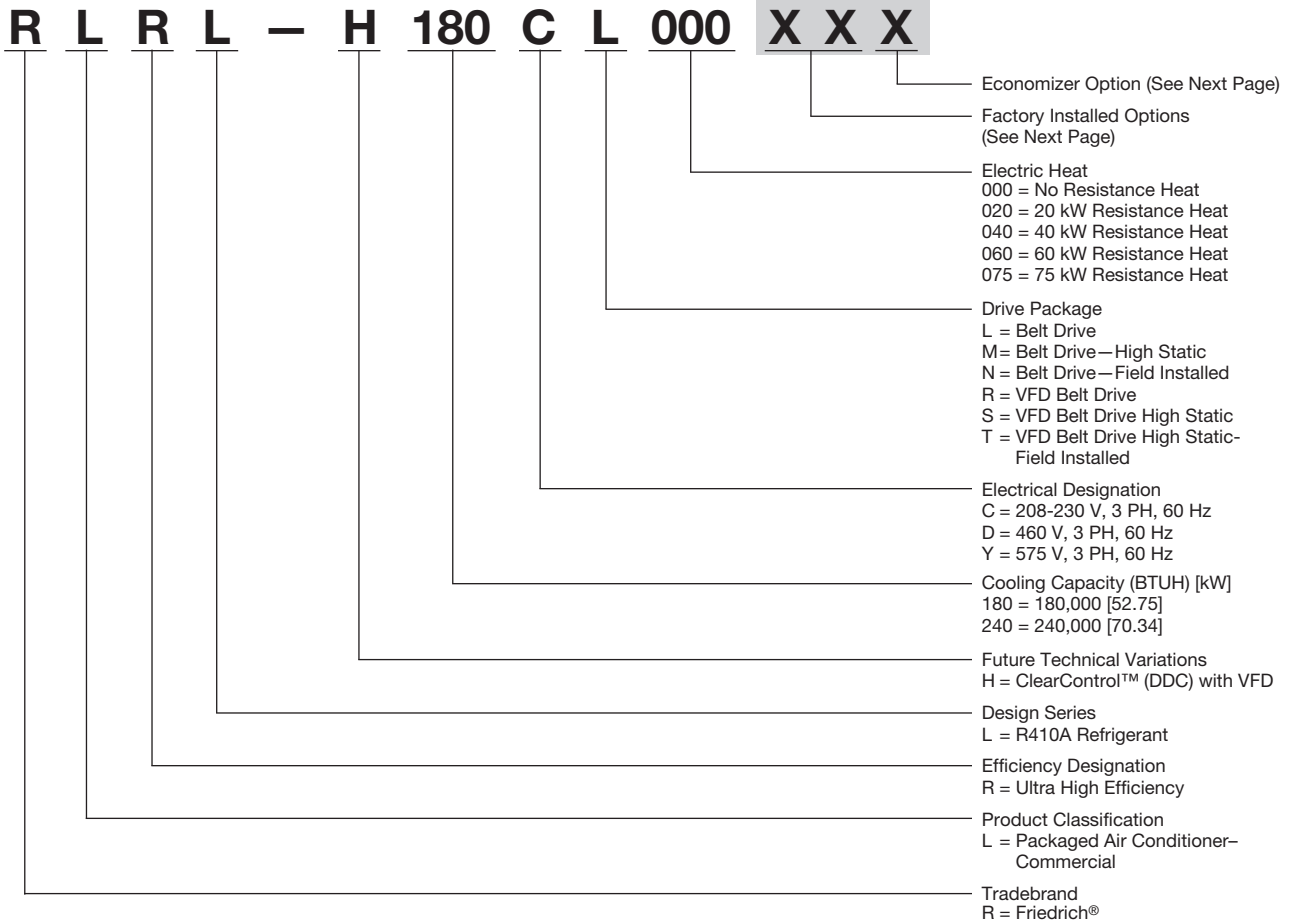 R L R L – H 180 C L 000 X X X
Economizer Option (See Next Page)
Factory Installed Options
(See Next Page)
Electric Heat
000 = No Resistance Heat
020 = 20 kW Resistance Heat
040 = 40 kW Resistance Heat
060 = 60 kW Resistance Heat
075 = 75 kW Resistance Heat
Drive Package
L = Belt Drive
M= Belt Drive—High Static
N = Belt Drive—Field Installed
R = VFD Belt Drive
S = VFD Belt Drive High Static
T = VFD Belt Drive High Static-
Field Installed
Electrical Designation
C = 208-230 V, 3 PH, 60 Hz
D = 460 V, 3 PH, 60 Hz
Y = 575 V, 3 PH, 60 Hz
Cooling Capacity (BTUH) [kW]
180 = 180,000 [52.75]
240 = 240,000 [70.34]
Future Technical Variations
H = ClearControl™ (DDC) with VFD
Design Series
L = R410A Refrigerant
Efficiency Designation
R = Ultra High Efficiency
Product Classification
L = Packaged Air Conditioner–
Commercial
Tradebrand
R = Friedrich®